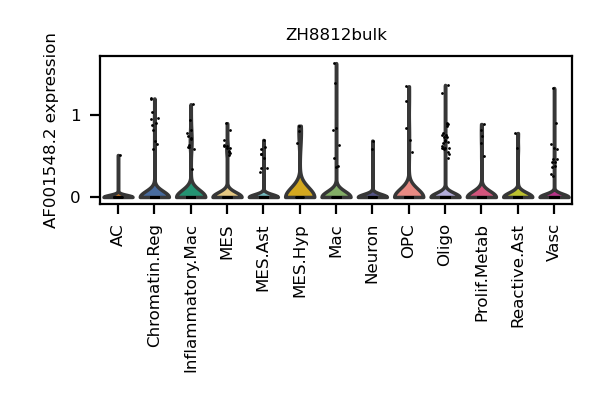 ZH8812bulk
AF001548.2 expression
1
0
AC
Chromatin.Reg
Inflammatory.Mac
MES
MES.Ast
MES.Hyp
Mac
Neuron
OPC
Oligo
Prolif.Metab
Reactive.Ast
Vasc